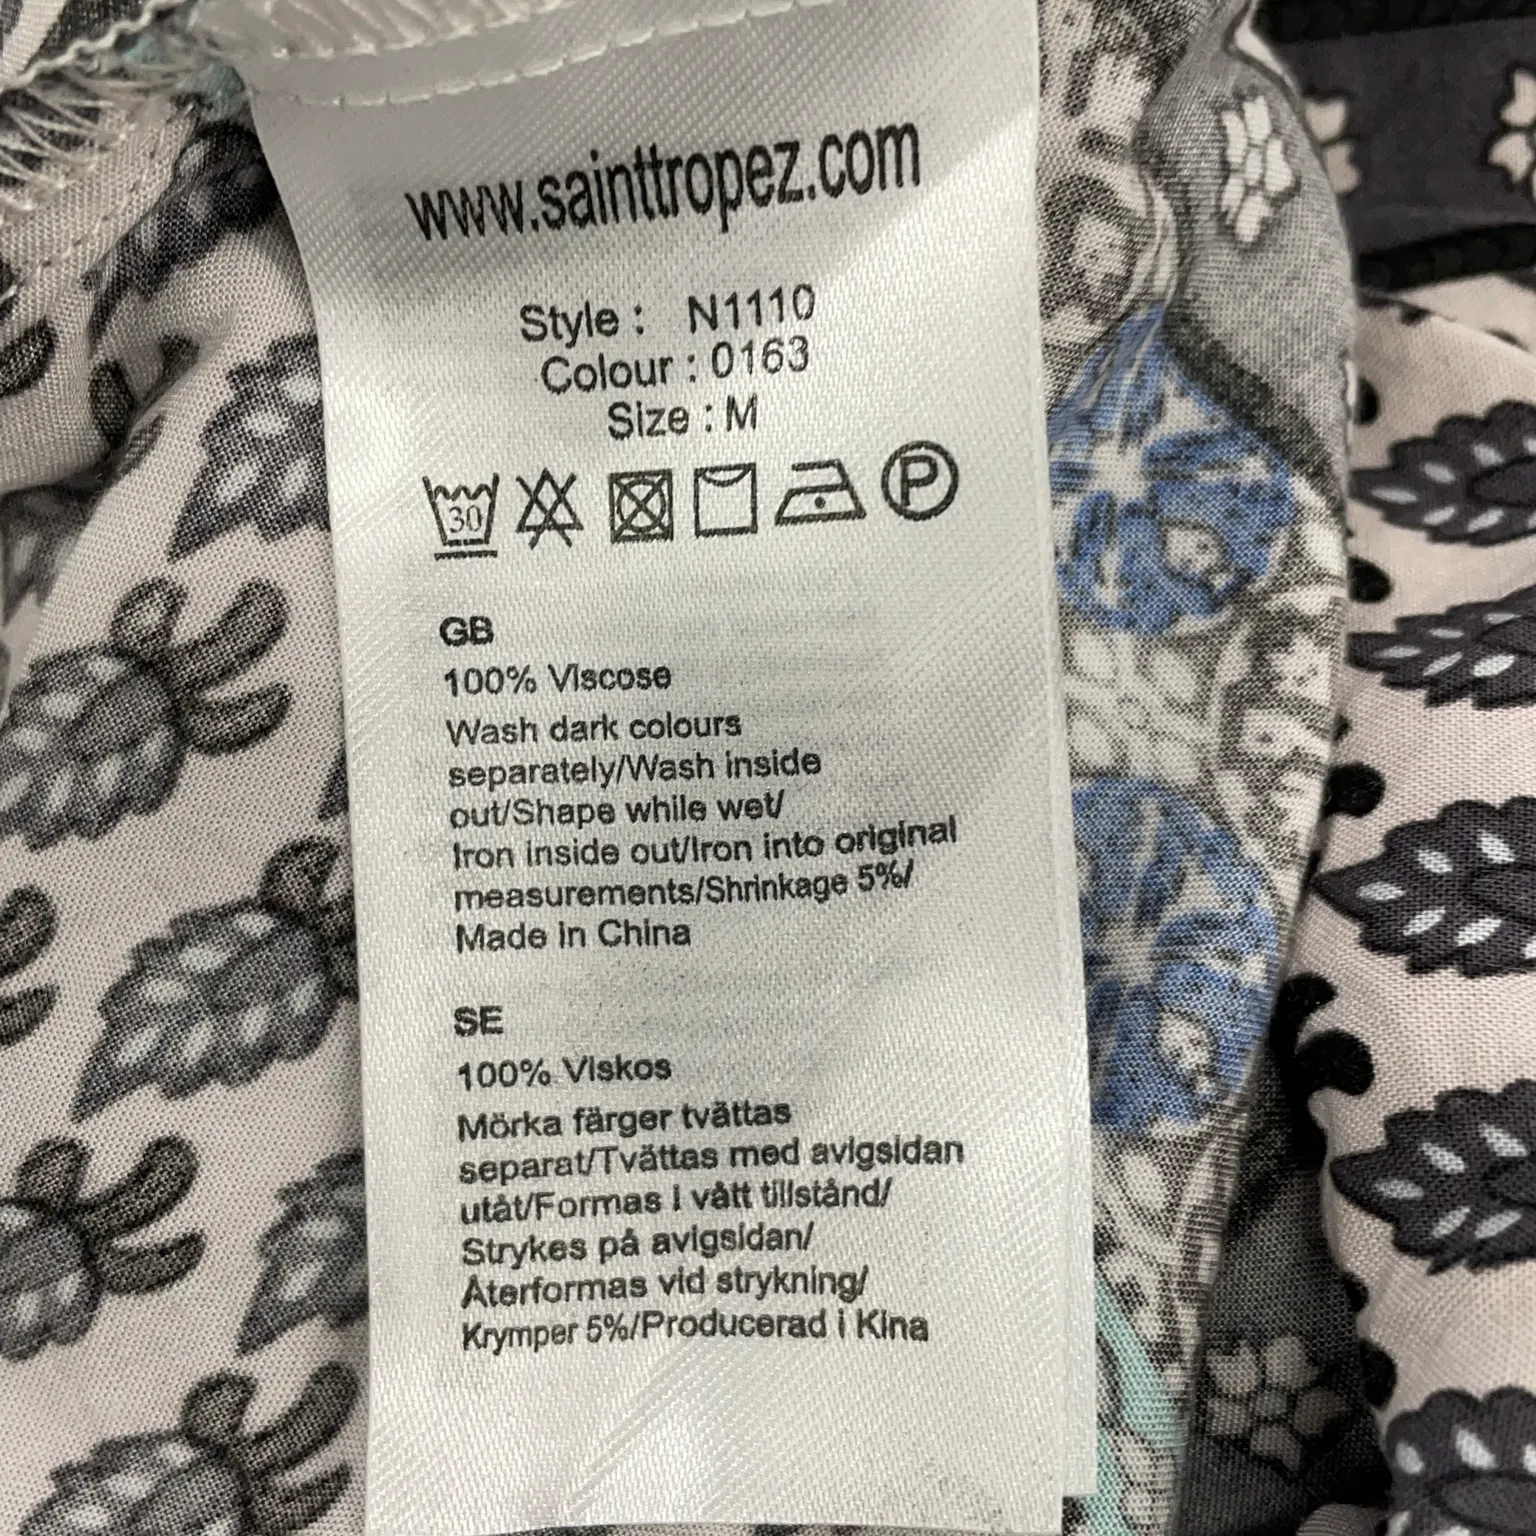 www.sainttropez.com
Style : N1110
Colour : 0163
Size : M
30 P
GB
100% Viscose
Wash dark colours
separately/Wash inside
out/Shape while wet/
Iron inside out/Iron into original
measurements/Shrinkage 5%/
Made in China
SE
100% Viskos
Mörka färger tvättas
separat/Tvättas med avigsidan
utåt/Formas i vått tillstånd/
Strykes på avigsidan/
Återformas vid strykning/
Krymper 5%/Producerad i Kina